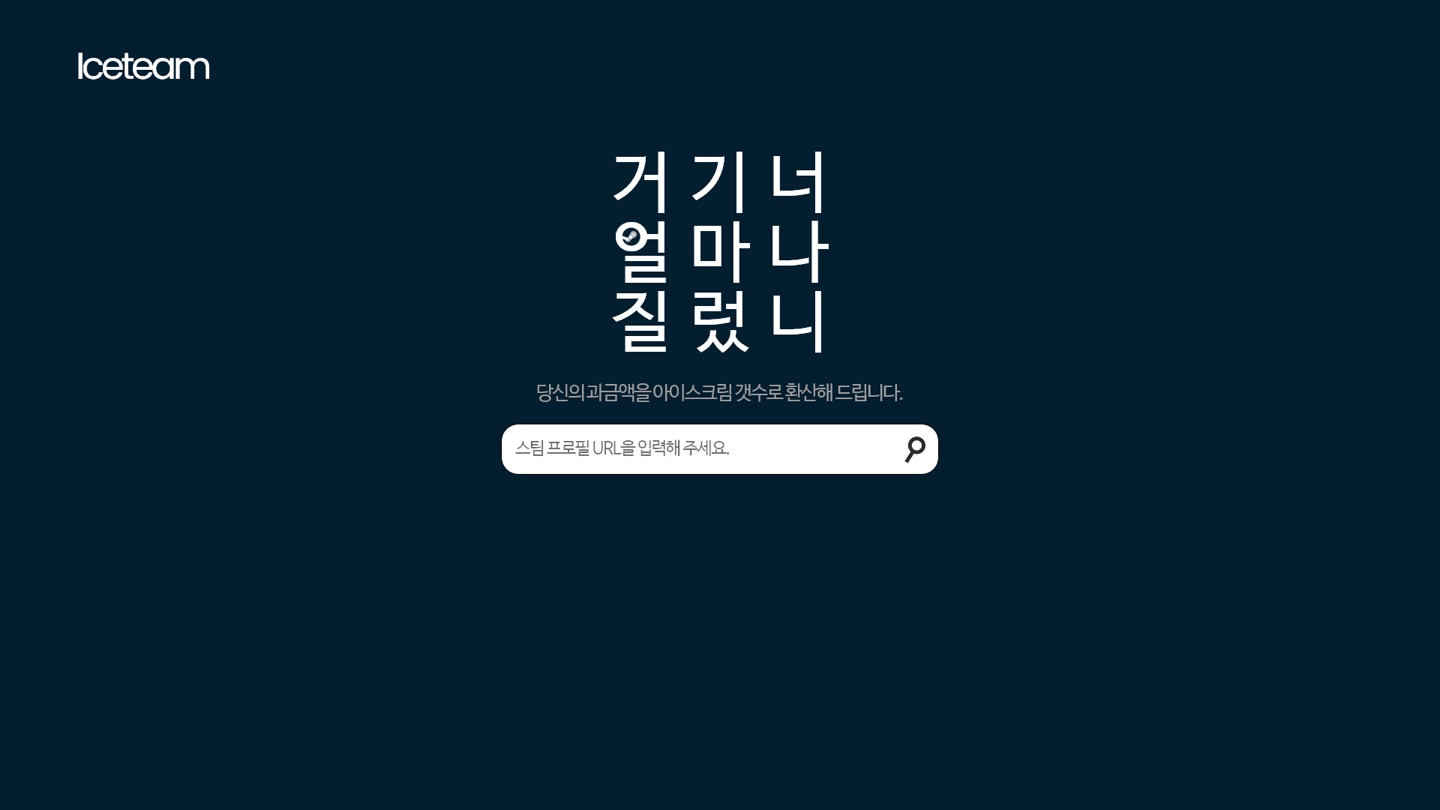 Iceteam
거기너
얼마나
질렀니
당신의 과금액을 아이스크림 갯수로 환산해 드립니다.
스팀 프로필 URL을 입력해 주세요.